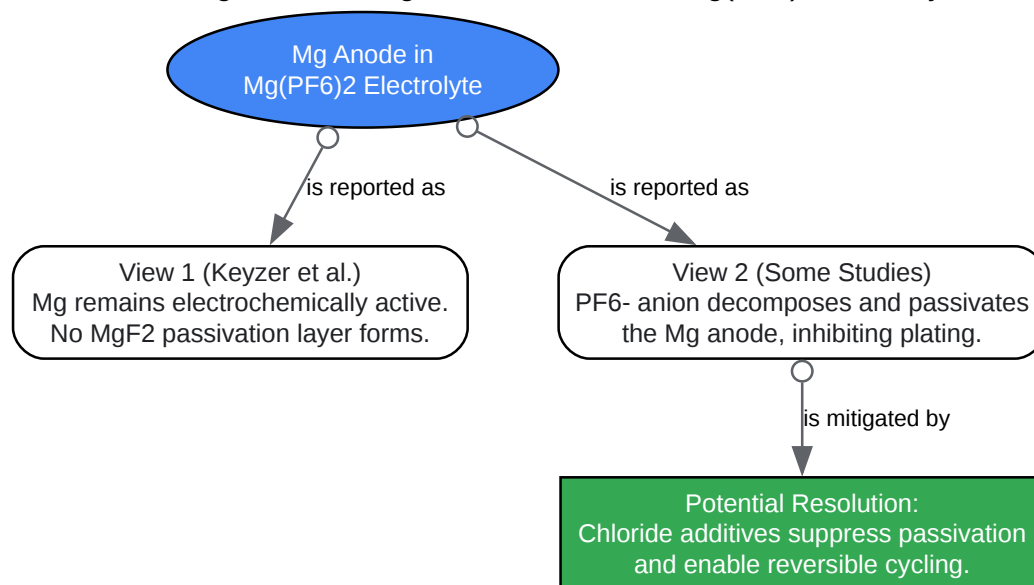 Mg Anode in
Mg(PF6)2 Electrolyte
is reported as
is reported as
View 1 (Keyzer et al.)
Mg remains electrochemically active.
No MgF2 passivation layer forms.
View 2 (Some Studies)
PF6- anion decomposes and passivates
the Mg anode, inhibiting plating.
is mitigated by
Potential Resolution:
Chloride additives suppress passivation
and enable reversible cycling.